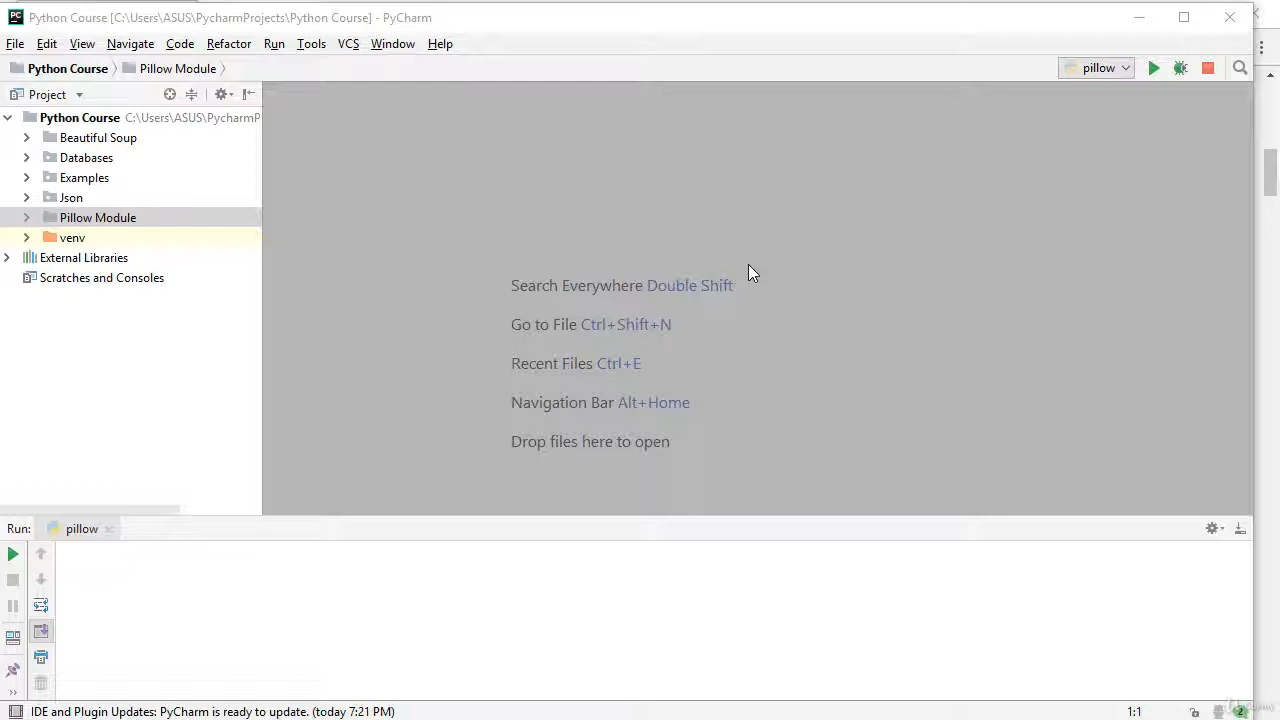 Python Course [C:\Users\ASUS\PycharmProjects\Python Course] - PyCharm
File Edit View Navigate Code Refactor Run Tools VCS Window Help
Python Course Pillow Module pillow
Project
Python Course C:\Users\ASUS\PycharmP
Beautiful Soup
Databases
Examples
Json
Pillow Module
venv
External Libraries
Scratches and Consoles
Search Everywhere Double Shift
Go to File Ctrl+Shift+N
Recent Files Ctrl+E
Navigation Bar Alt+Home
Drop files here to open
Run: pillow
IDE and Plugin Updates: PyCharm is ready to update. (today 7:21 PM) 1:1 2